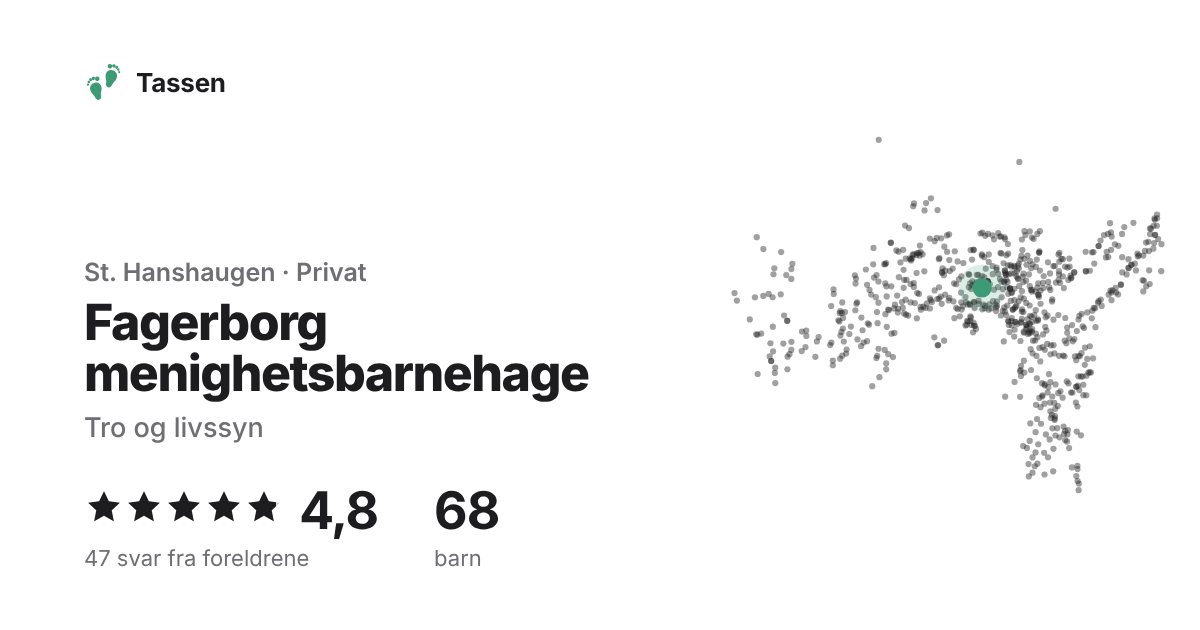 Tassen
St. Hanshaugen · Privat
Fagerborg
menighetsbarnehage
Tro og livssyn
4,8
68
47 svar fra foreldrene
barn